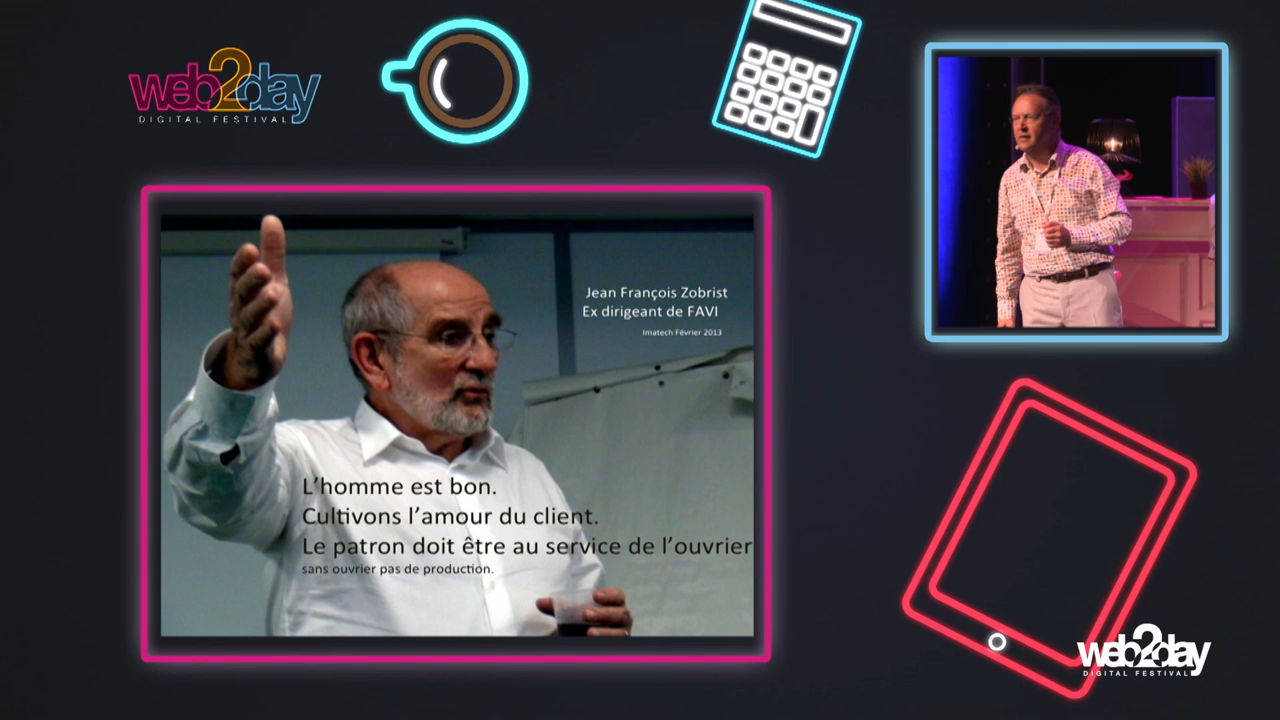 web2day
DIGITAL FESTIVAL
Jean François Zobrist
Ex dirigeant de FAVI
Imatech Février 2013
L'homme est bon.
Cultivons l'amour du client.
Le patron doit être au service de l'ouvrier
sans ouvrier pas de production.
web2day
DIGITAL FESTIVAL